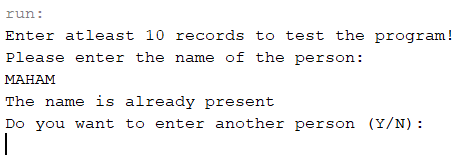 run:
Enter atleast 10 records to test the program!
Please enter the name of the person:
MAHAM
The name is already present
Do you want to enter another person (Y/N):